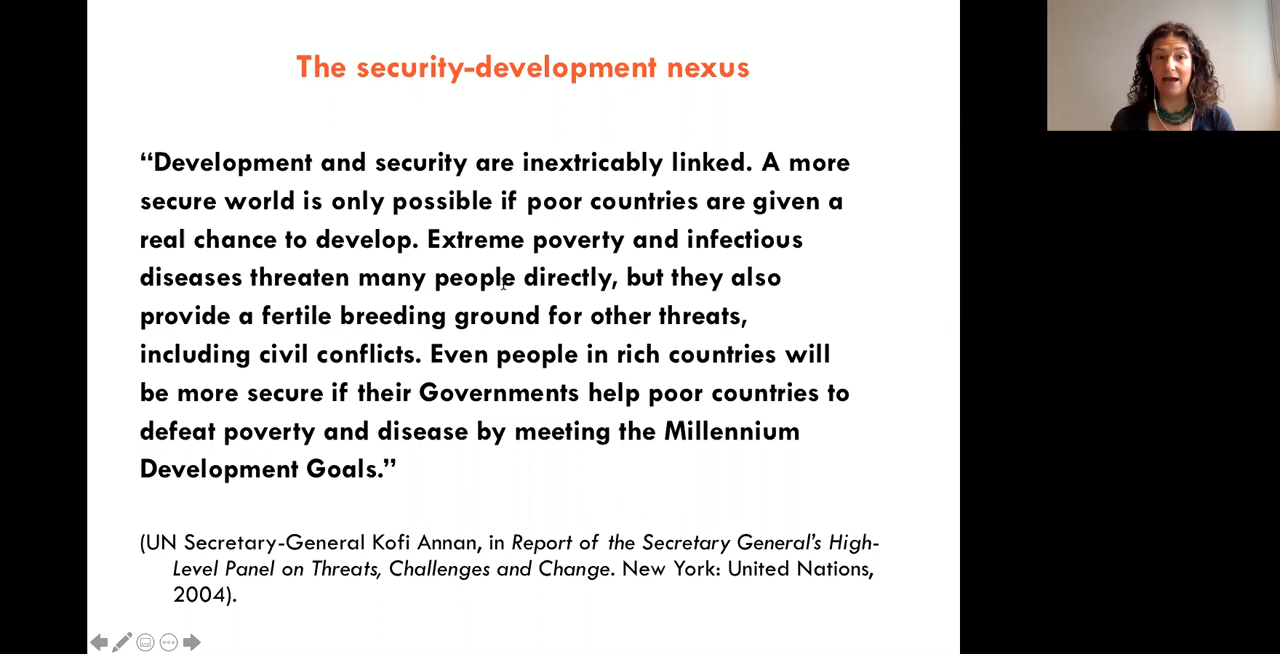 The security-development nexus
“Development and security are inextricably linked. A more
secure world is only possible if poor countries are given a
real chance to develop. Extreme poverty and infectious
diseases threaten many people directly, but they also
provide a fertile breeding ground for other threats,
including civil conflicts. Even people in rich countries will
be more secure if their Governments help poor countries to
defeat poverty and disease by meeting the Millennium
Development Goals.”
(UN Secretary-General Kofi Annan, in Report of the Secretary General’s High-
Level Panel on Threats, Challenges and Change. New York: United Nations,
2004).